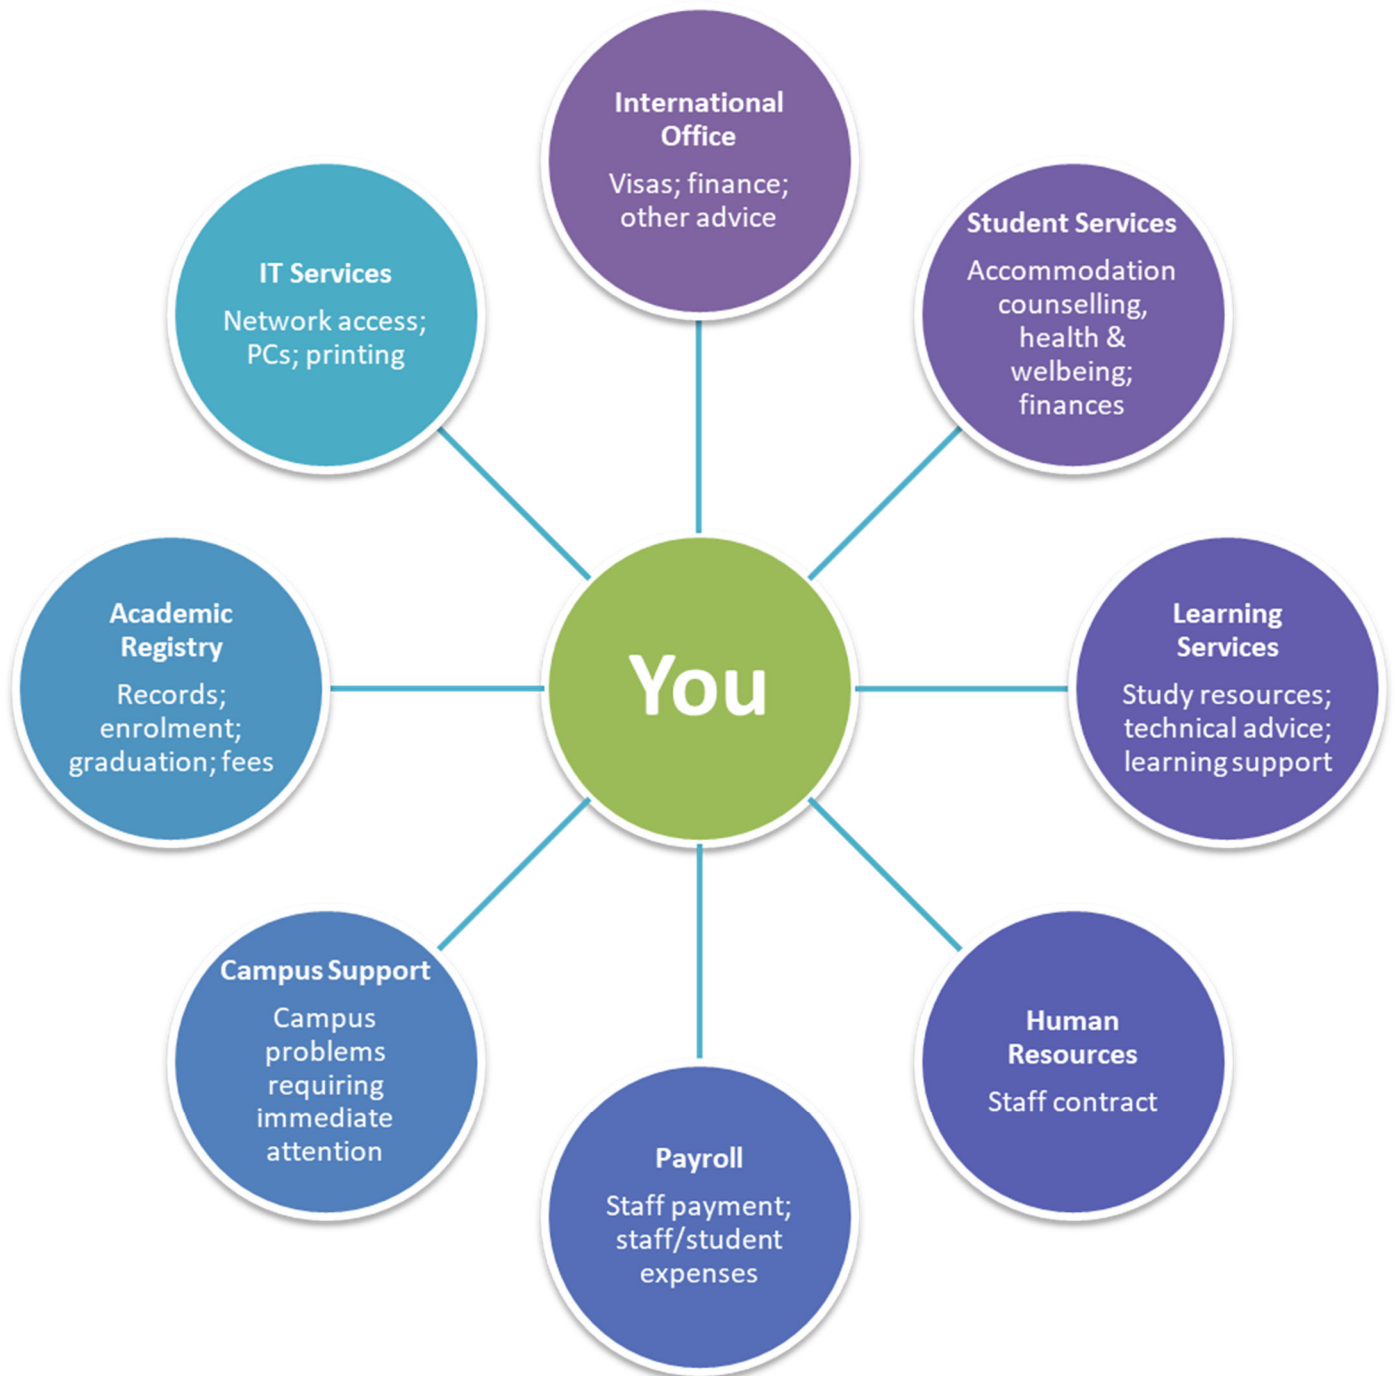 International
Office
Visas; finance;
other advice
Student Services
Accommodation
counselling,
health &
welbeing;
finances
Learning
Services
Study resources;
technical advice;
learning support
Human
Resources
Staff contract
Payroll
Staff payment;
staff/student
expenses
Campus Support
Campus
problems
requiring
immediate
attention
Academic
Registry
Records;
enrolment;
graduation; fees
IT Services
Network access;
PCs; printing
You